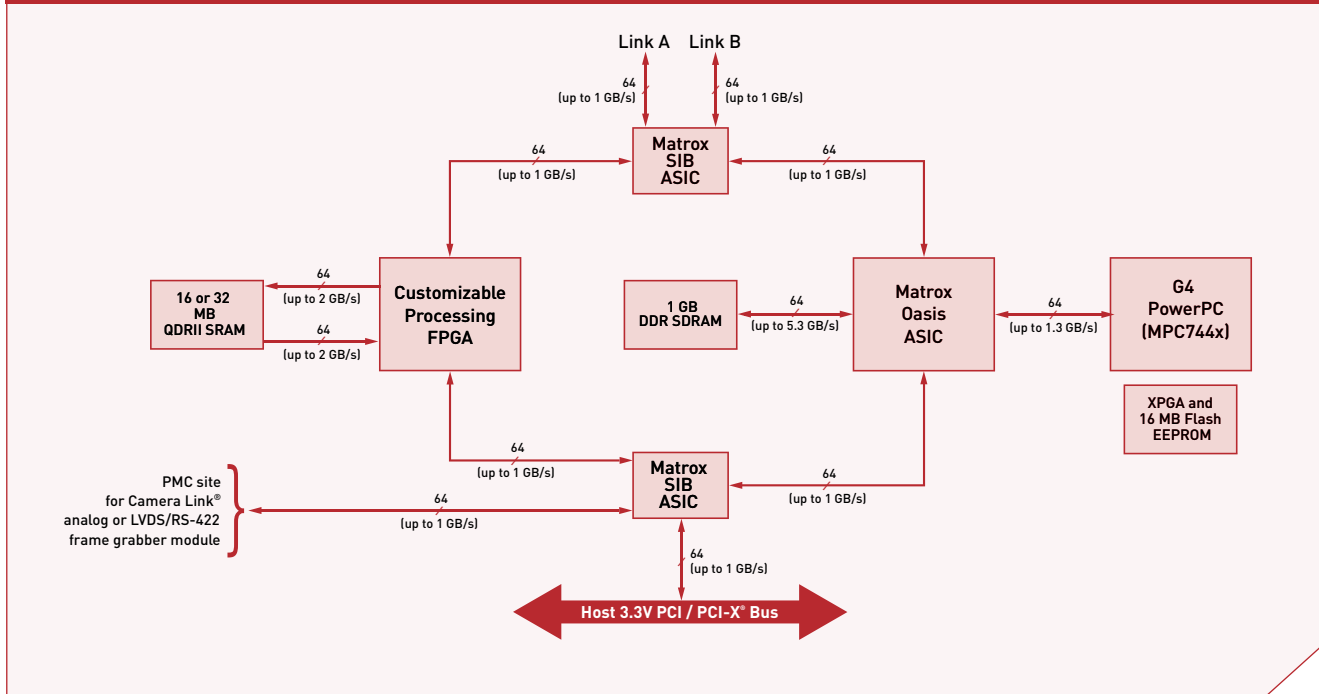 Link A
Link B
64
(up to 1 GB/s)
64
(up to 1 GB/s)
Matrox
SIB
ASIC
64
(up to 1 GB/s)
64
(up to 1 GB/s)
16 or 32
MB
QDRII SRAM
64
(up to 2 GB/s)
64
(up to 2 GB/s)
Customizable
Processing
FPGA
1 GB
DDR SDRAM
64
(up to 5.3 GB/s)
Matrox
Oasis
ASIC
64
(up to 1.3 GB/s)
G4
PowerPC
(MPC744x)
XPGA and
16 MB Flash
EEPROM
64
(up to 1 GB/s)
Matrox
SIB
ASIC
64
(up to 1 GB/s)
PMC site
for Camera Link®
analog or LVDS/RS-422
frame grabber module
64
(up to 1 GB/s)
64
(up to 1 GB/s)
Host 3.3V PCI / PCI-X® Bus